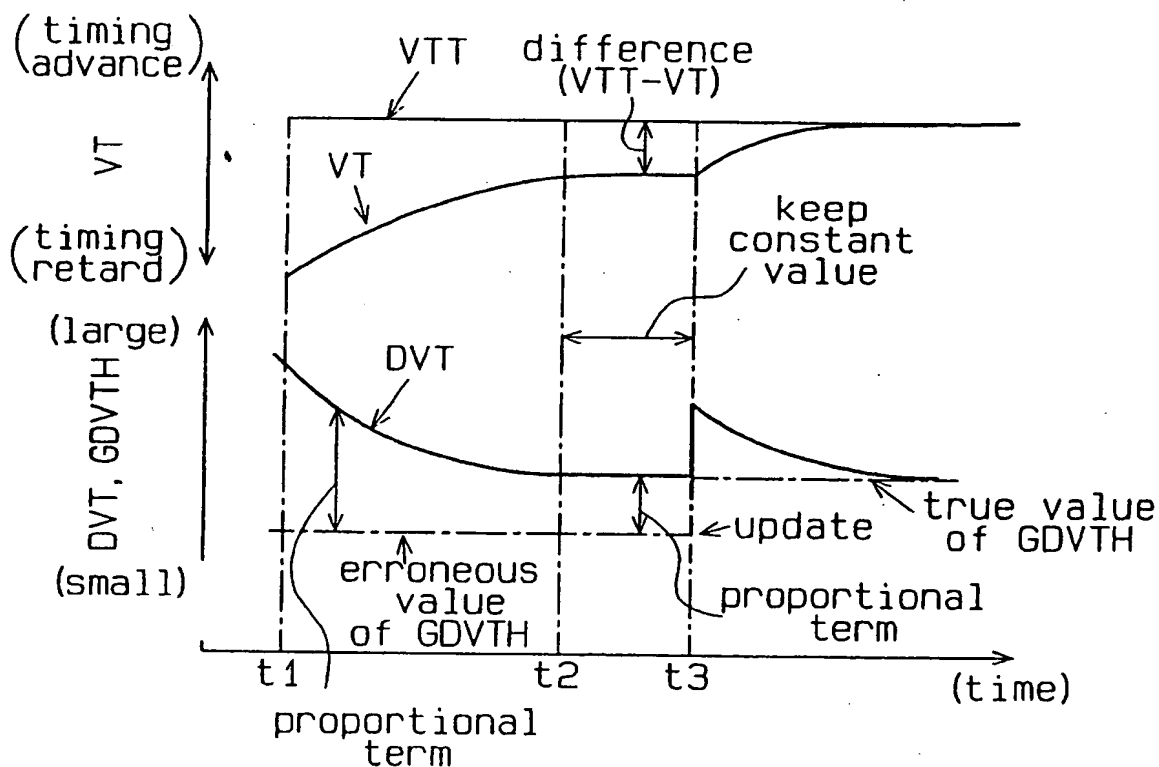 (timing
advance)
VTT
difference
(VTT-VT)
VT
VT
(timing
retard)
keep
constant
value
(large)
DVT
DVT, GDVTH
true value
of GDVTH
update
(small)
erroneous
value
of GDVTH
proportional
term
t1
t2
t3
(time)
proportional
term